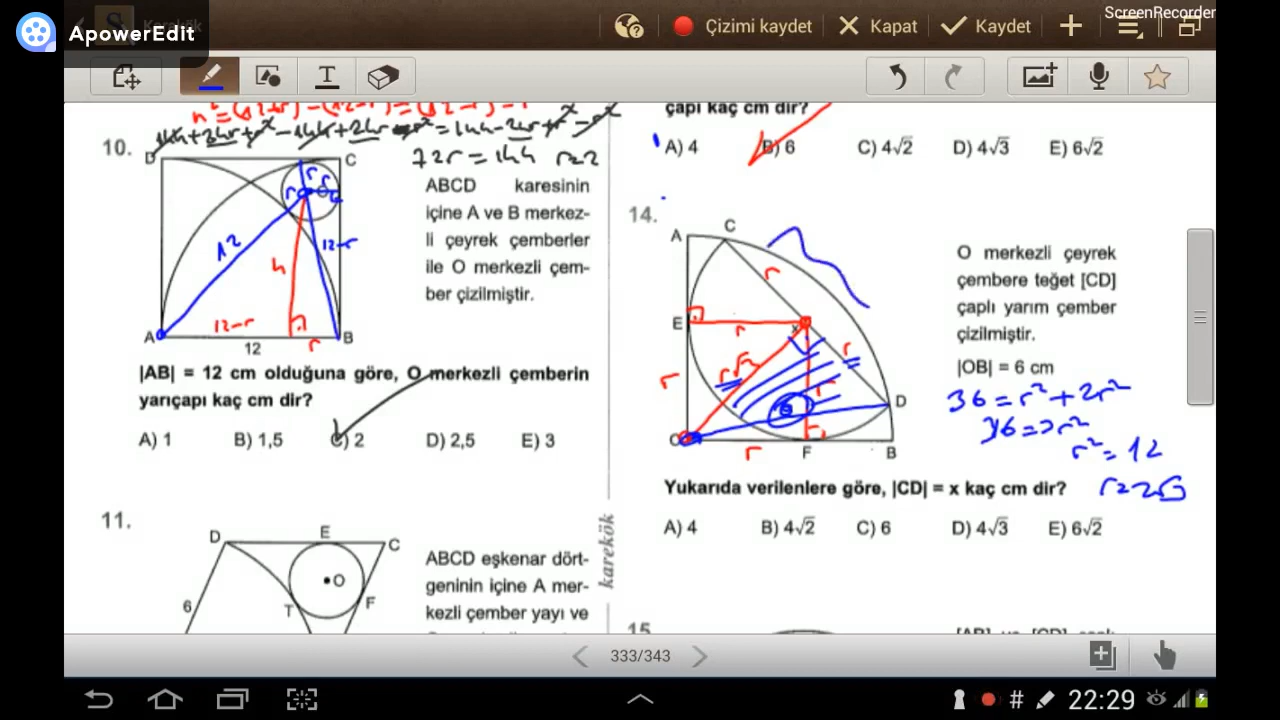 ScreenRecorder
ApowerEdit
Çizimi kaydet
Kapat
Kaydet
T
72r = 144 r=2
10.
D
C
r
r
r
12
12-r
h
12-r
r
A
B
12
ABCD karesinin
içine A ve B merkez-
li çeyrek çemberler
ile O merkezli çem-
ber çizilmiştir.
|AB| = 12 cm olduğuna göre, O merkezli çemberin
yarıçapı kaç cm dir?
A) 1 B) 1,5 C) 2 D) 2,5 E) 3
11.
D
E
C
O
F
T
6
ABCD eşkenar dört-
geninin içine A mer-
kezli çember yayı ve
karekök
çapı kaç cm dir?
A) 4 B) 6 C) 4√2 D) 4√3 E) 6√2
14.
A
C
r
E
r
x
r
r√2
r
r
6
D
O
r
F
B
O merkezli çeyrek
çembere teğet [CD]
çaplı yarım çember
çizilmiştir.
|OB| = 6 cm
36 = r² + 2r²
36 = 3r²
r² = 12
r=2√3
Yukarıda verilenlere göre, |CD| = x kaç cm dir?
A) 4 B) 4√2 C) 6 D) 4√3 E) 6√2
15
333/343
22:29